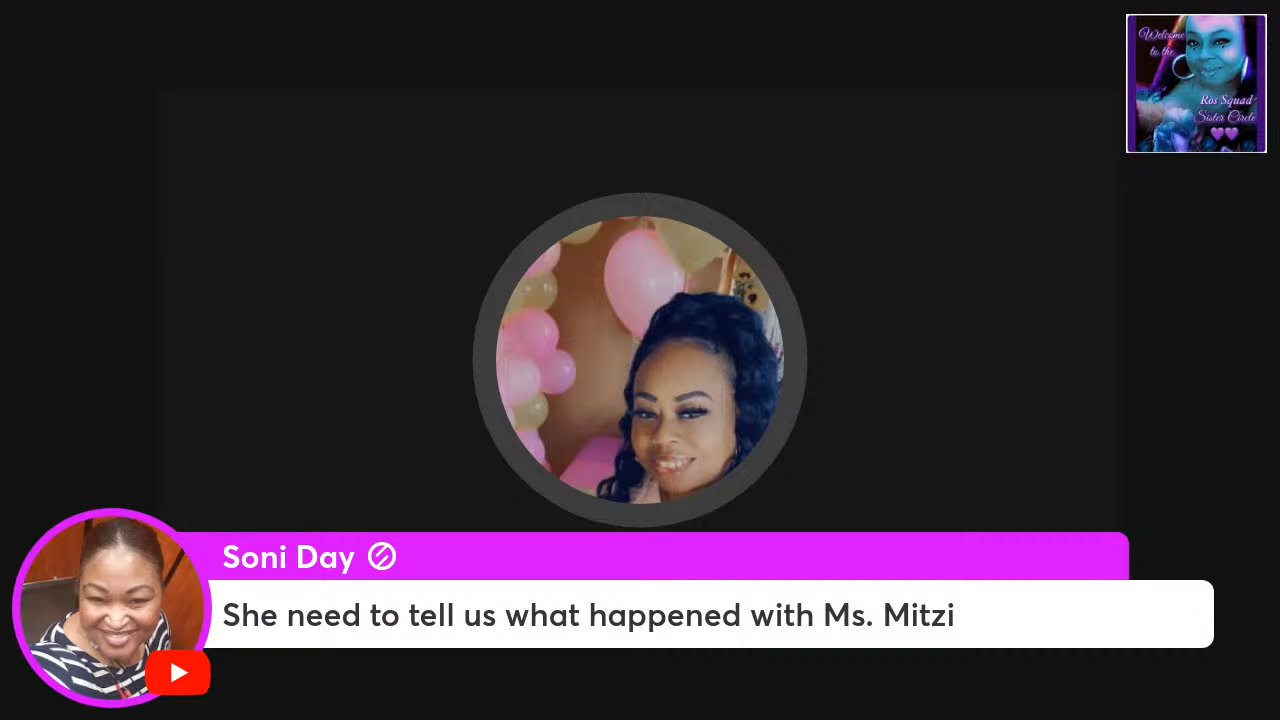 Welcome
to the
Ros Squad
Sister Circle
Soni Day
She need to tell us what happened with Ms. Mitzi